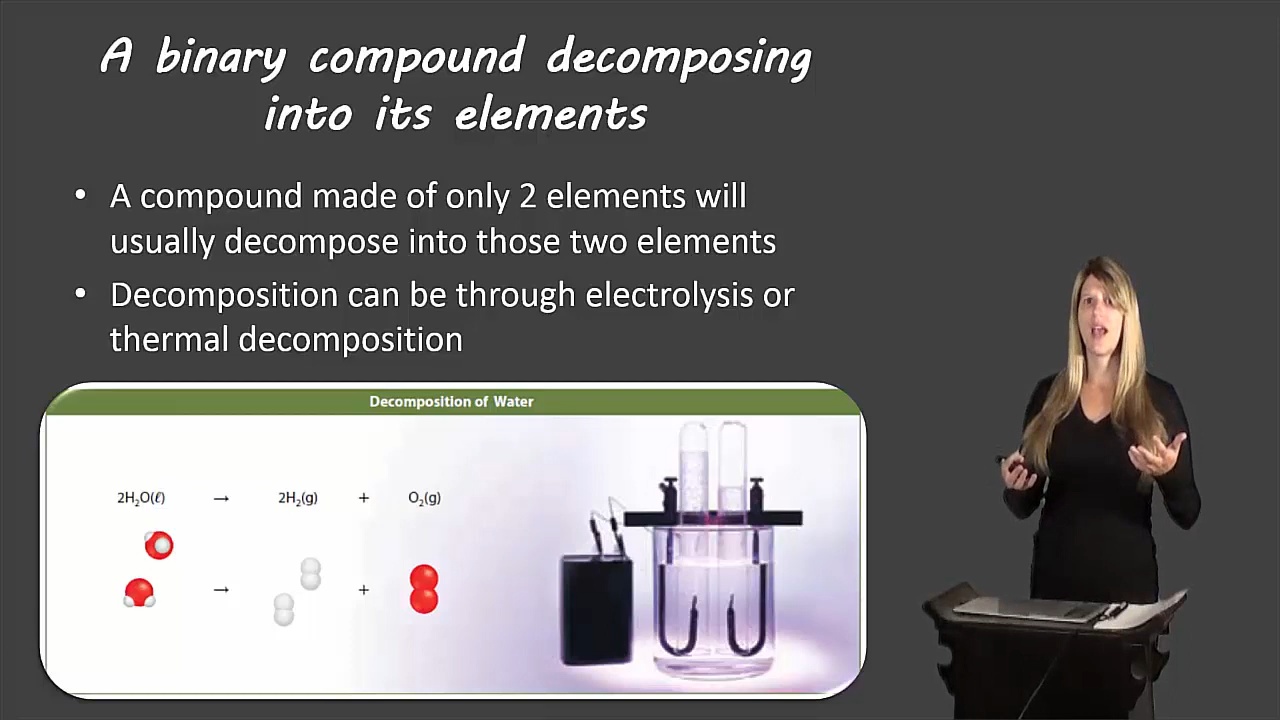 A binary compound decomposing
into its elements
• A compound made of only 2 elements will
usually decompose into those two elements
• Decomposition can be through electrolysis or
thermal decomposition
Decomposition of Water
2H₂O(ℓ) → 2H₂(g) + O₂(g)
→ +